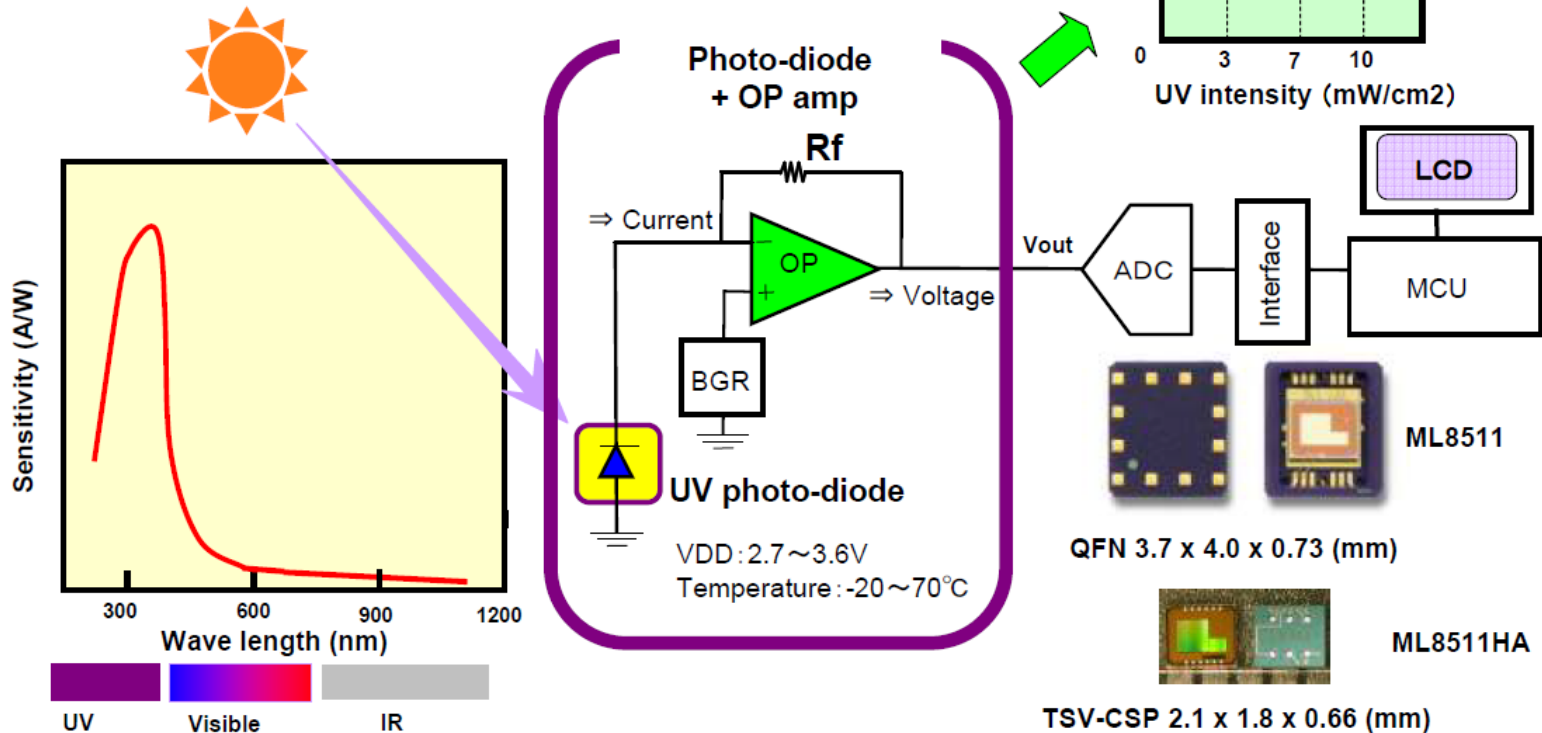 0 3 7 10
UV intensity (mW/cm2)
Photo-diode
+ OP amp
Rf
⇒ Current
−
OP
+
⇒ Voltage
BGR
UV photo-diode
VDD:2.7~3.6V
Temperature:-20~70℃
Vout
ADC
Interface
LCD
MCU
Sensitivity (A/W)
300 600 900 1200
Wave length (nm)
UV Visible IR
ML8511
QFN 3.7 x 4.0 x 0.73 (mm)
ML8511HA
TSV-CSP 2.1 x 1.8 x 0.66 (mm)